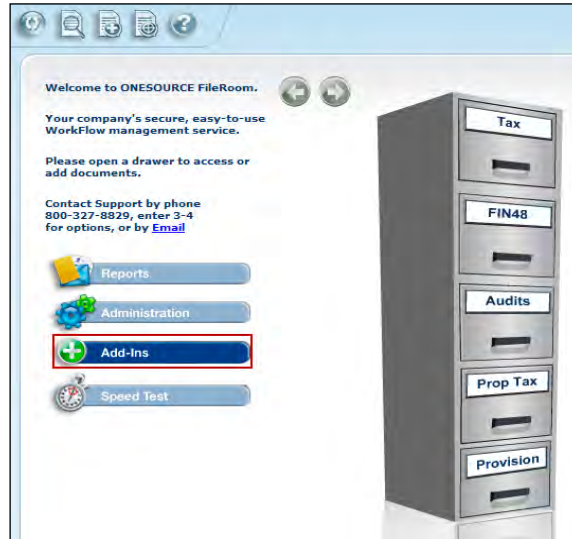 Welcome to ONESOURCE FileRoom.
Your company's secure, easy-to-use
WorkFlow management service.
Please open a drawer to access or
add documents.
Contact Support by phone
800-327-8829, enter 3-4
for options, or by Email
Reports
Administration
Add-Ins
Speed Test
Tax
FIN48
Audits
Prop Tax
Provision